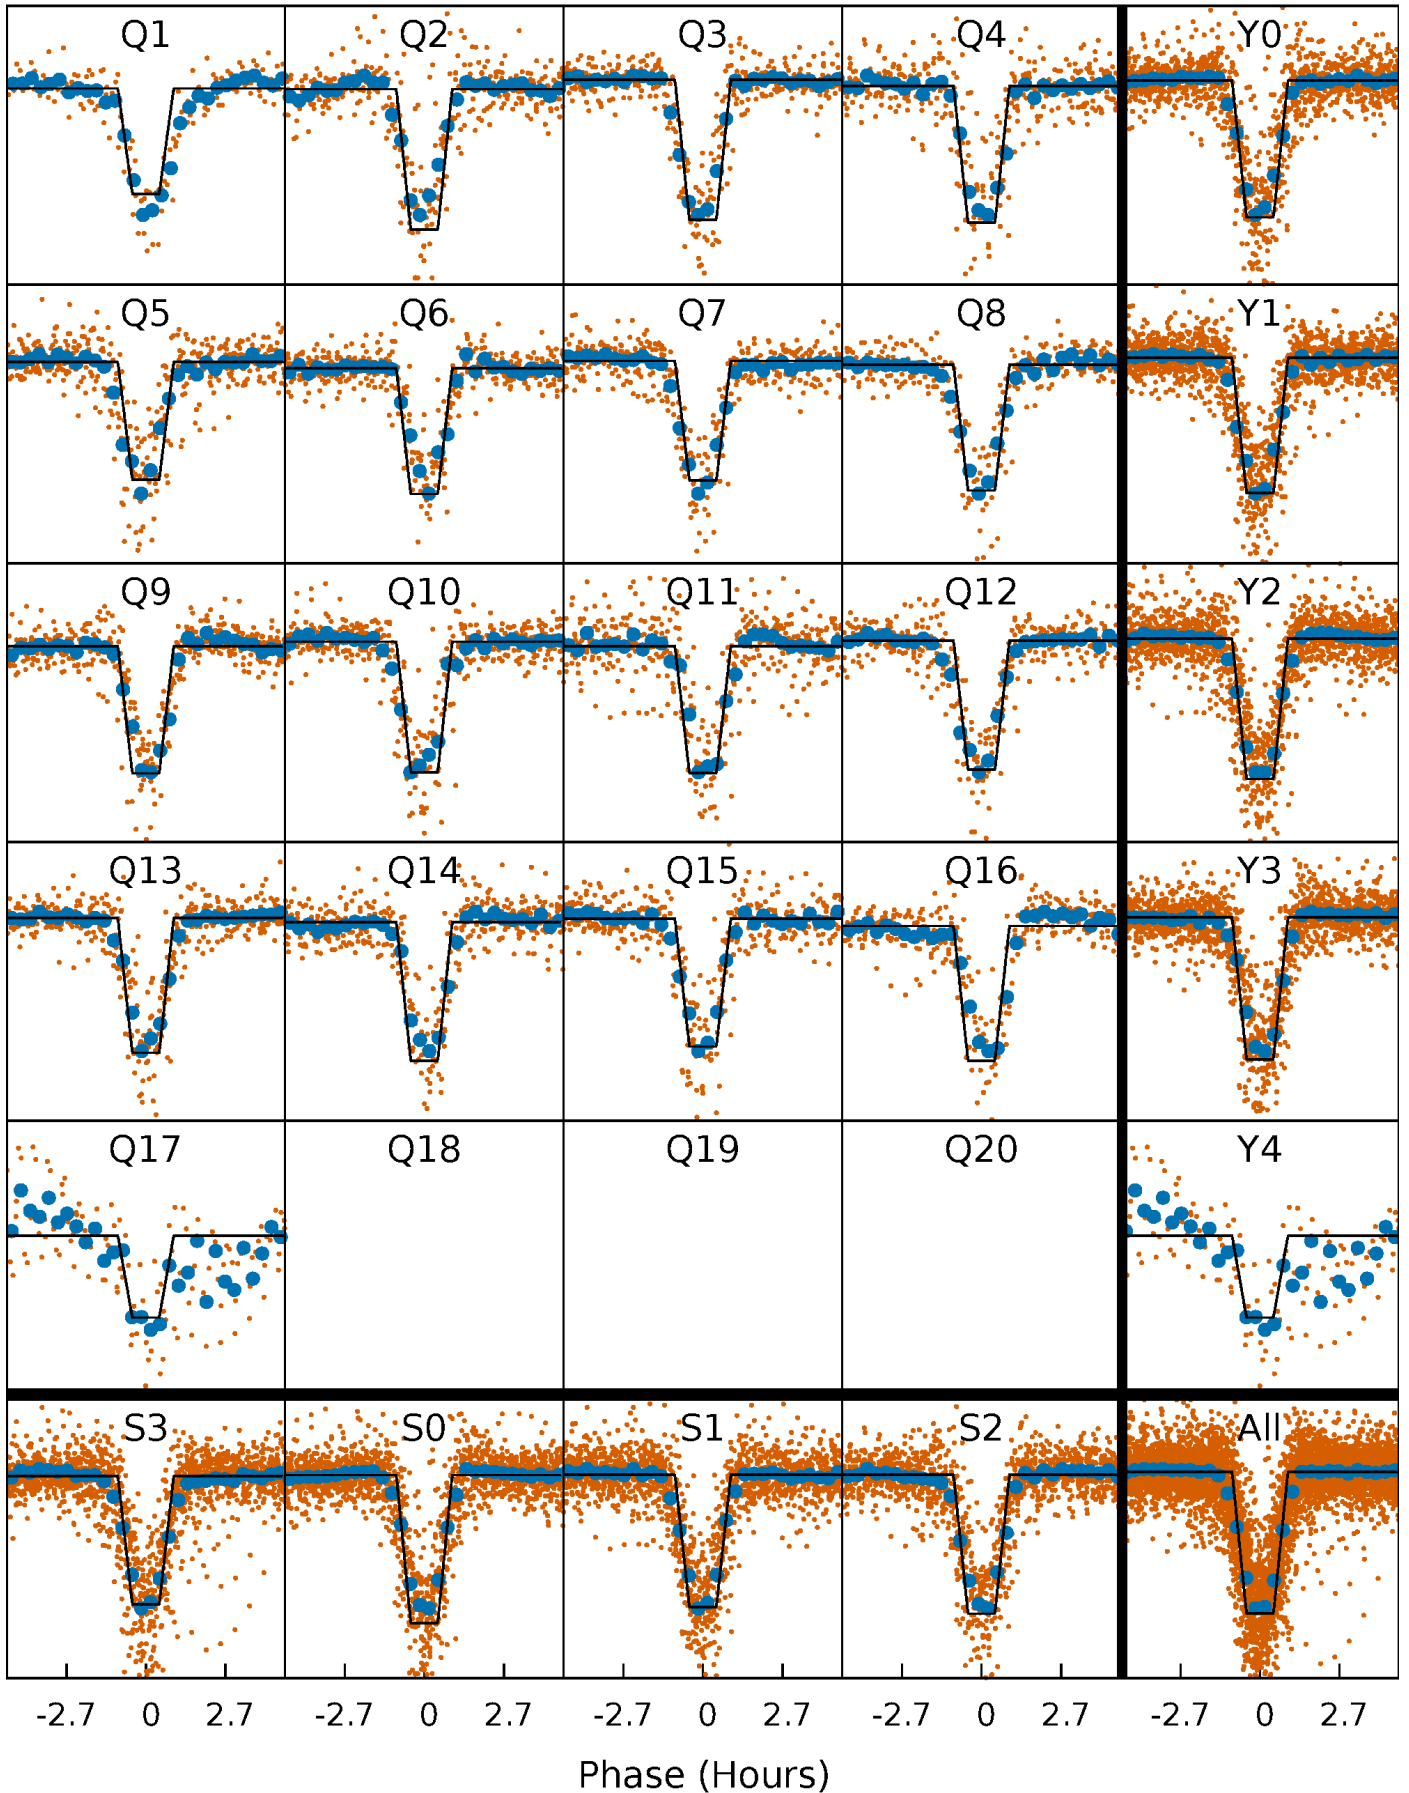 Q1 Q2 Q3 Q4 Y0
Q5 Q6 Q7 Q8 Y1
Q9 Q10 Q11 Q12 Y2
Q13 Q14 Q15 Q16 Y3
Q17 Q18 Q19 Q20 Y4
S3 S0 S1 S2 All
-2.7 0 2.7 -2.7 0 2.7 -2.7 0 2.7 -2.7 0 2.7 -2.7 0 2.7
Phase (Hours)